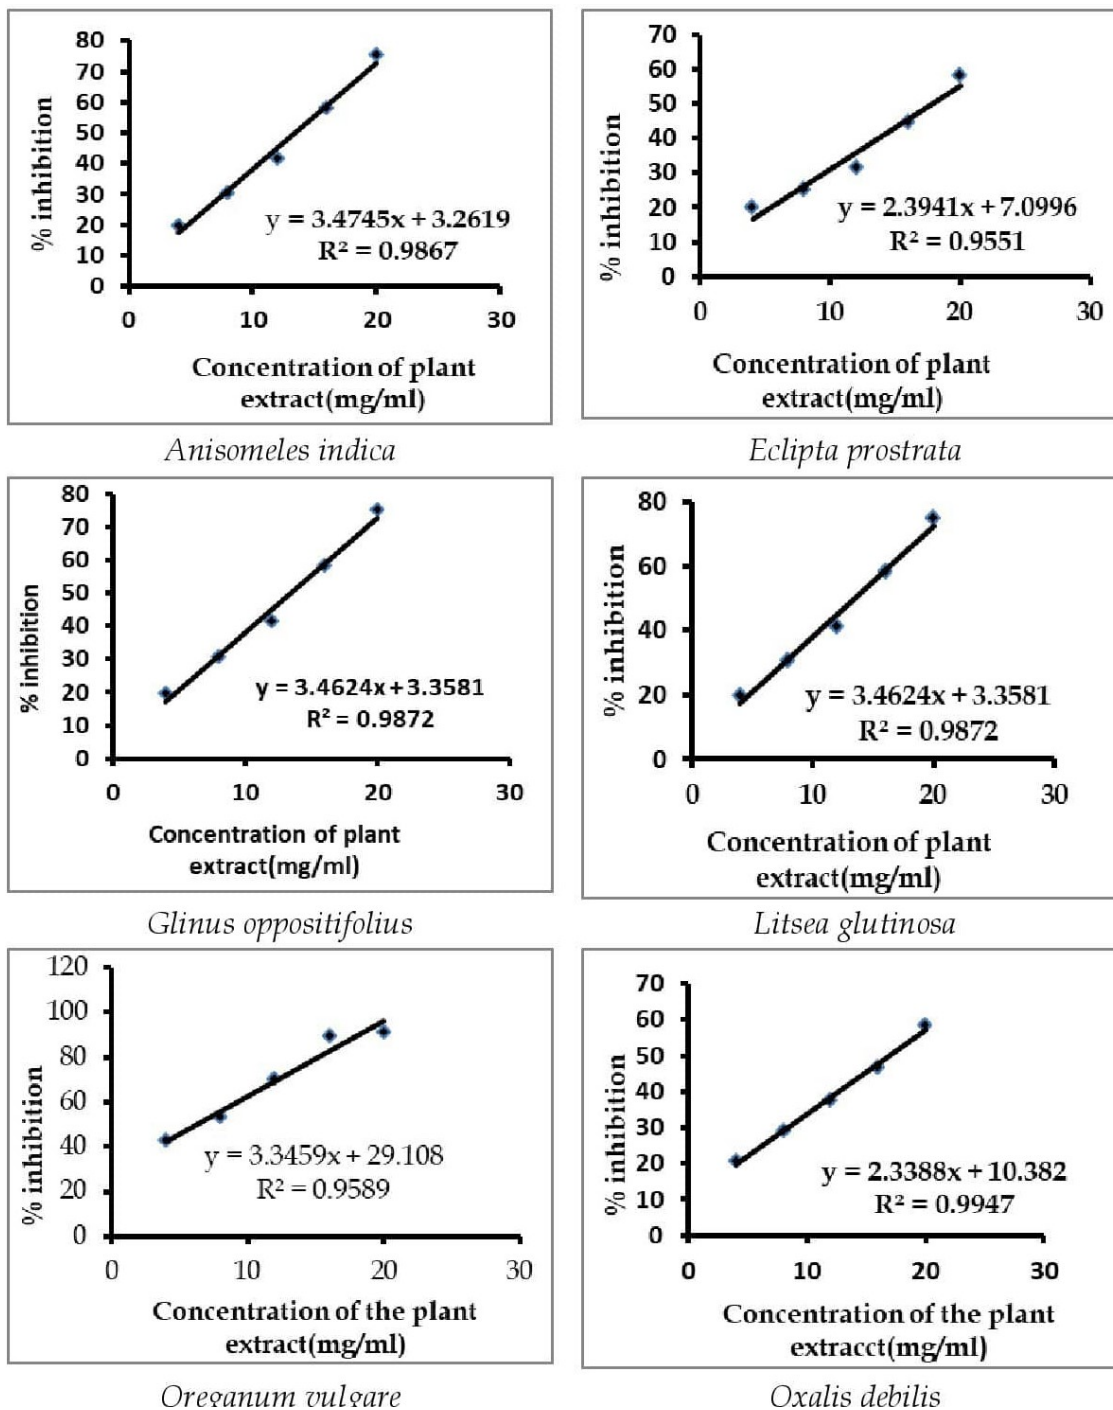 80
70
60
50
40
30
20
10
0
% inhibition
y = 3.4745x + 3.2619
R² = 0.9867
0 10 20 30
Concentration of plant
extract(mg/ml)
Anisomeles indica
70
60
50
40
30
20
10
0
% inhibition
y = 2.3941x + 7.0996
R² = 0.9551
0 10 20 30
Concentration of plant
extract(mg/ml)
Eclipta prostrata
80
70
60
50
40
30
20
10
0
% inhibition
y = 3.4624x + 3.3581
R² = 0.9872
0 10 20 30
Concentration of plant
extract(mg/ml)
Glinus oppositifolius
80
60
40
20
0
% inhibition
y = 3.4624x + 3.3581
R² = 0.9872
0 10 20 30
Concentration of plant
extract(mg/ml)
Litsea glutinosa
120
100
80
60
40
20
0
% inhibition
y = 3.3459x + 29.108
R² = 0.9589
0 10 20 30
Concentration of the plant
extract(mg/ml)
Oreganum vulgare
70
60
50
40
30
20
10
0
% inhibition
y = 2.3388x + 10.382
R² = 0.9947
0 10 20 30
Concentration of the plant
extracct(mg/ml)
Oxalis debilis